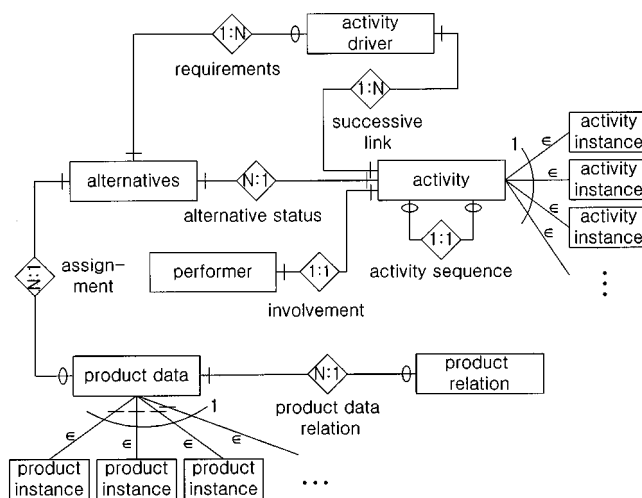 activity
driver
1:N
requirements
1:N
successive
link
1
∈
activity
instance
alternatives
N:1
alternative status
activity
∈
activity
instance
∈
activity
instance
∈
1:1
activity sequence
performer
1:1
involvement
N:1
assign-
ment
product data
N:1
product data
relation
product
relation
1
∈
∈
∈
∈
product
instance
product
instance
product
instance
...
⋮